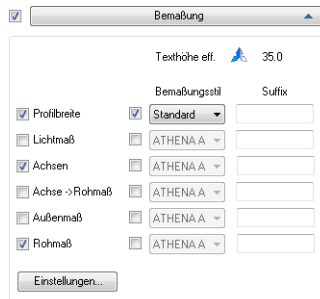 Bemaßung
Texthöhe eff. 35.0
Bemaßungsstil Suffix
Profilbreite Standard
Lichtmaß ATHENA A
Achsen ATHENA A
Achse -> Rohmaß ATHENA A
Außenmaß ATHENA A
Rohmaß ATHENA A
Einstellungen...